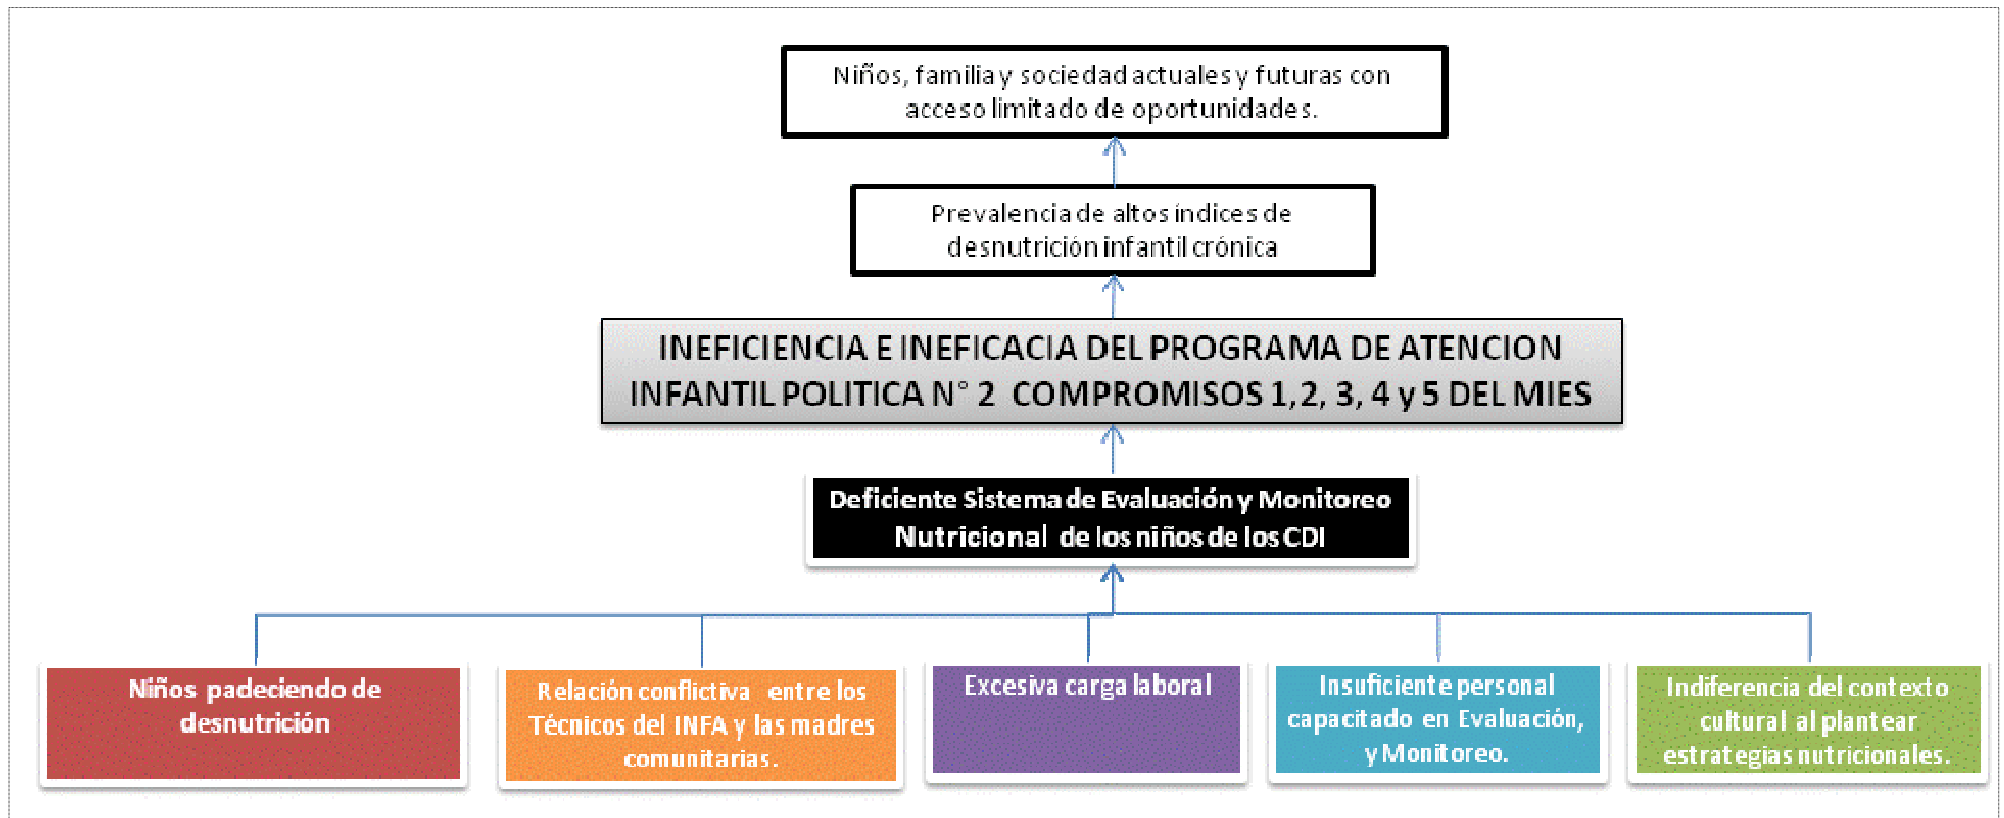 Niños, familia y sociedad actuales y futuras con
acceso limitado de oportunidades.
Prevalencia de altos índices de
desnutrición infantil crónica
INEFICIENCIA E INEFICACIA DEL PROGRAMA DE ATENCION
INFANTIL POLITICA N° 2 COMPROMISOS 1, 2, 3, 4 y 5 DEL MIES
Deficiente Sistema de Evaluación y Monitoreo
Nutricional de los niños de los CDI
Niños padeciendo de
desnutrición
Relación conflictiva entre los
Técnicos del INFA y las madres
comunitarias.
Excesiva carga laboral
Insuficiente personal
capacitado en Evaluación,
y Monitoreo.
Indiferencia del contexto
cultural al plantear
estrategias nutricionales.